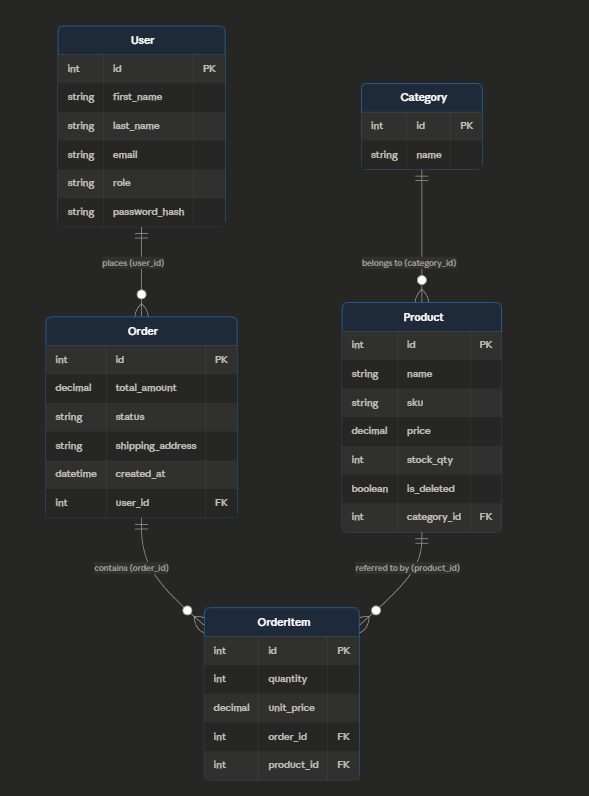 User
int id PK
string first_name
string last_name
string email
string role
string password_hash
places (user_id)
Category
int id PK
string name
belongs to (category_id)
Order
int id PK
decimal total_amount
string status
string shipping_address
datetime created_at
int user_id FK
contains (order_id)
Product
int id PK
string name
string sku
decimal price
int stock_qty
boolean is_deleted
int category_id FK
referred to by (product_id)
OrderItem
int id PK
int quantity
decimal unit_price
int order_id FK
int product_id FK